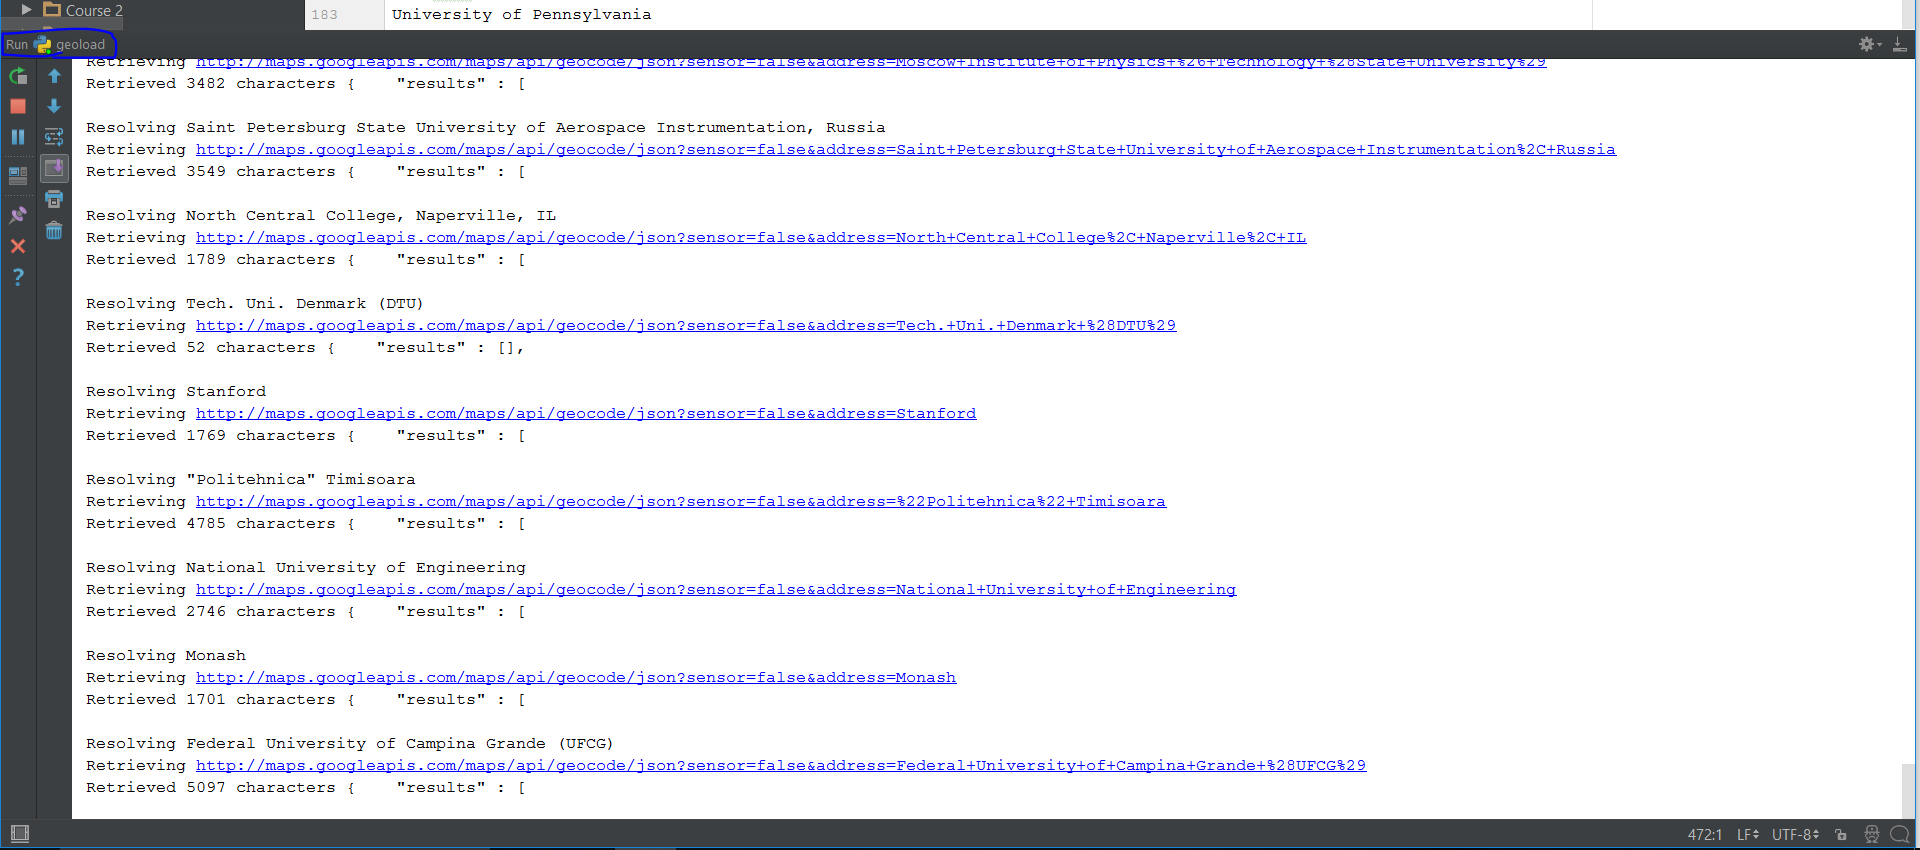 Course 2
183 University of Pennsylvania
Run geoload
Retrieving http://maps.googleapis.com/maps/api/geocode/json?sensor=false&address=Moscow+Institute+of+Physics+%26+Technology+%28State+University%29
Retrieved 3482 characters {    "results" : [
Resolving Saint Petersburg State University of Aerospace Instrumentation, Russia
Retrieving http://maps.googleapis.com/maps/api/geocode/json?sensor=false&address=Saint+Petersburg+State+University+of+Aerospace+Instrumentation%2C+Russia
Retrieved 3549 characters {    "results" : [
Resolving North Central College, Naperville, IL
Retrieving http://maps.googleapis.com/maps/api/geocode/json?sensor=false&address=North+Central+College%2C+Naperville%2C+IL
Retrieved 1789 characters {    "results" : [
Resolving Tech. Uni. Denmark (DTU)
Retrieving http://maps.googleapis.com/maps/api/geocode/json?sensor=false&address=Tech.+Uni.+Denmark+%28DTU%29
Retrieved 52 characters {    "results" : [],
Resolving Stanford
Retrieving http://maps.googleapis.com/maps/api/geocode/json?sensor=false&address=Stanford
Retrieved 1769 characters {    "results" : [
Resolving "Politehnica" Timisoara
Retrieving http://maps.googleapis.com/maps/api/geocode/json?sensor=false&address=%22Politehnica%22+Timisoara
Retrieved 4785 characters {    "results" : [
Resolving National University of Engineering
Retrieving http://maps.googleapis.com/maps/api/geocode/json?sensor=false&address=National+University+of+Engineering
Retrieved 2746 characters {    "results" : [
Resolving Monash
Retrieving http://maps.googleapis.com/maps/api/geocode/json?sensor=false&address=Monash
Retrieved 1701 characters {    "results" : [
Resolving Federal University of Campina Grande (UFCG)
Retrieving http://maps.googleapis.com/maps/api/geocode/json?sensor=false&address=Federal+University+of+Campina+Grande+%28UFCG%29
Retrieved 5097 characters {    "results" : [
472:1 LF UTF-8